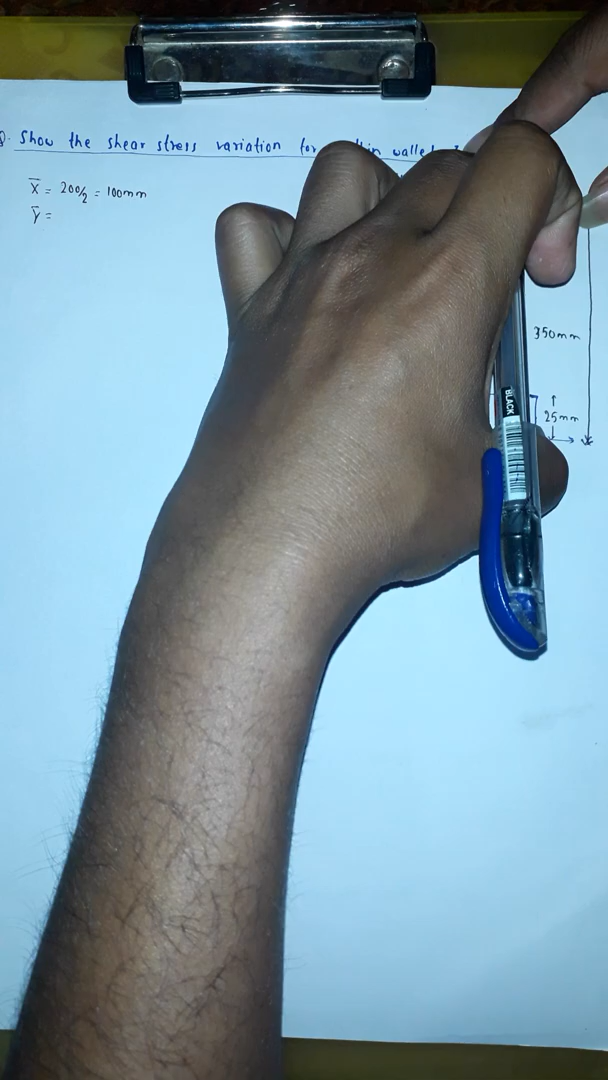 Show the shear stress variation for
X̄ = 200/2 = 100mm
Ȳ =
350mm
BLACK
25mm